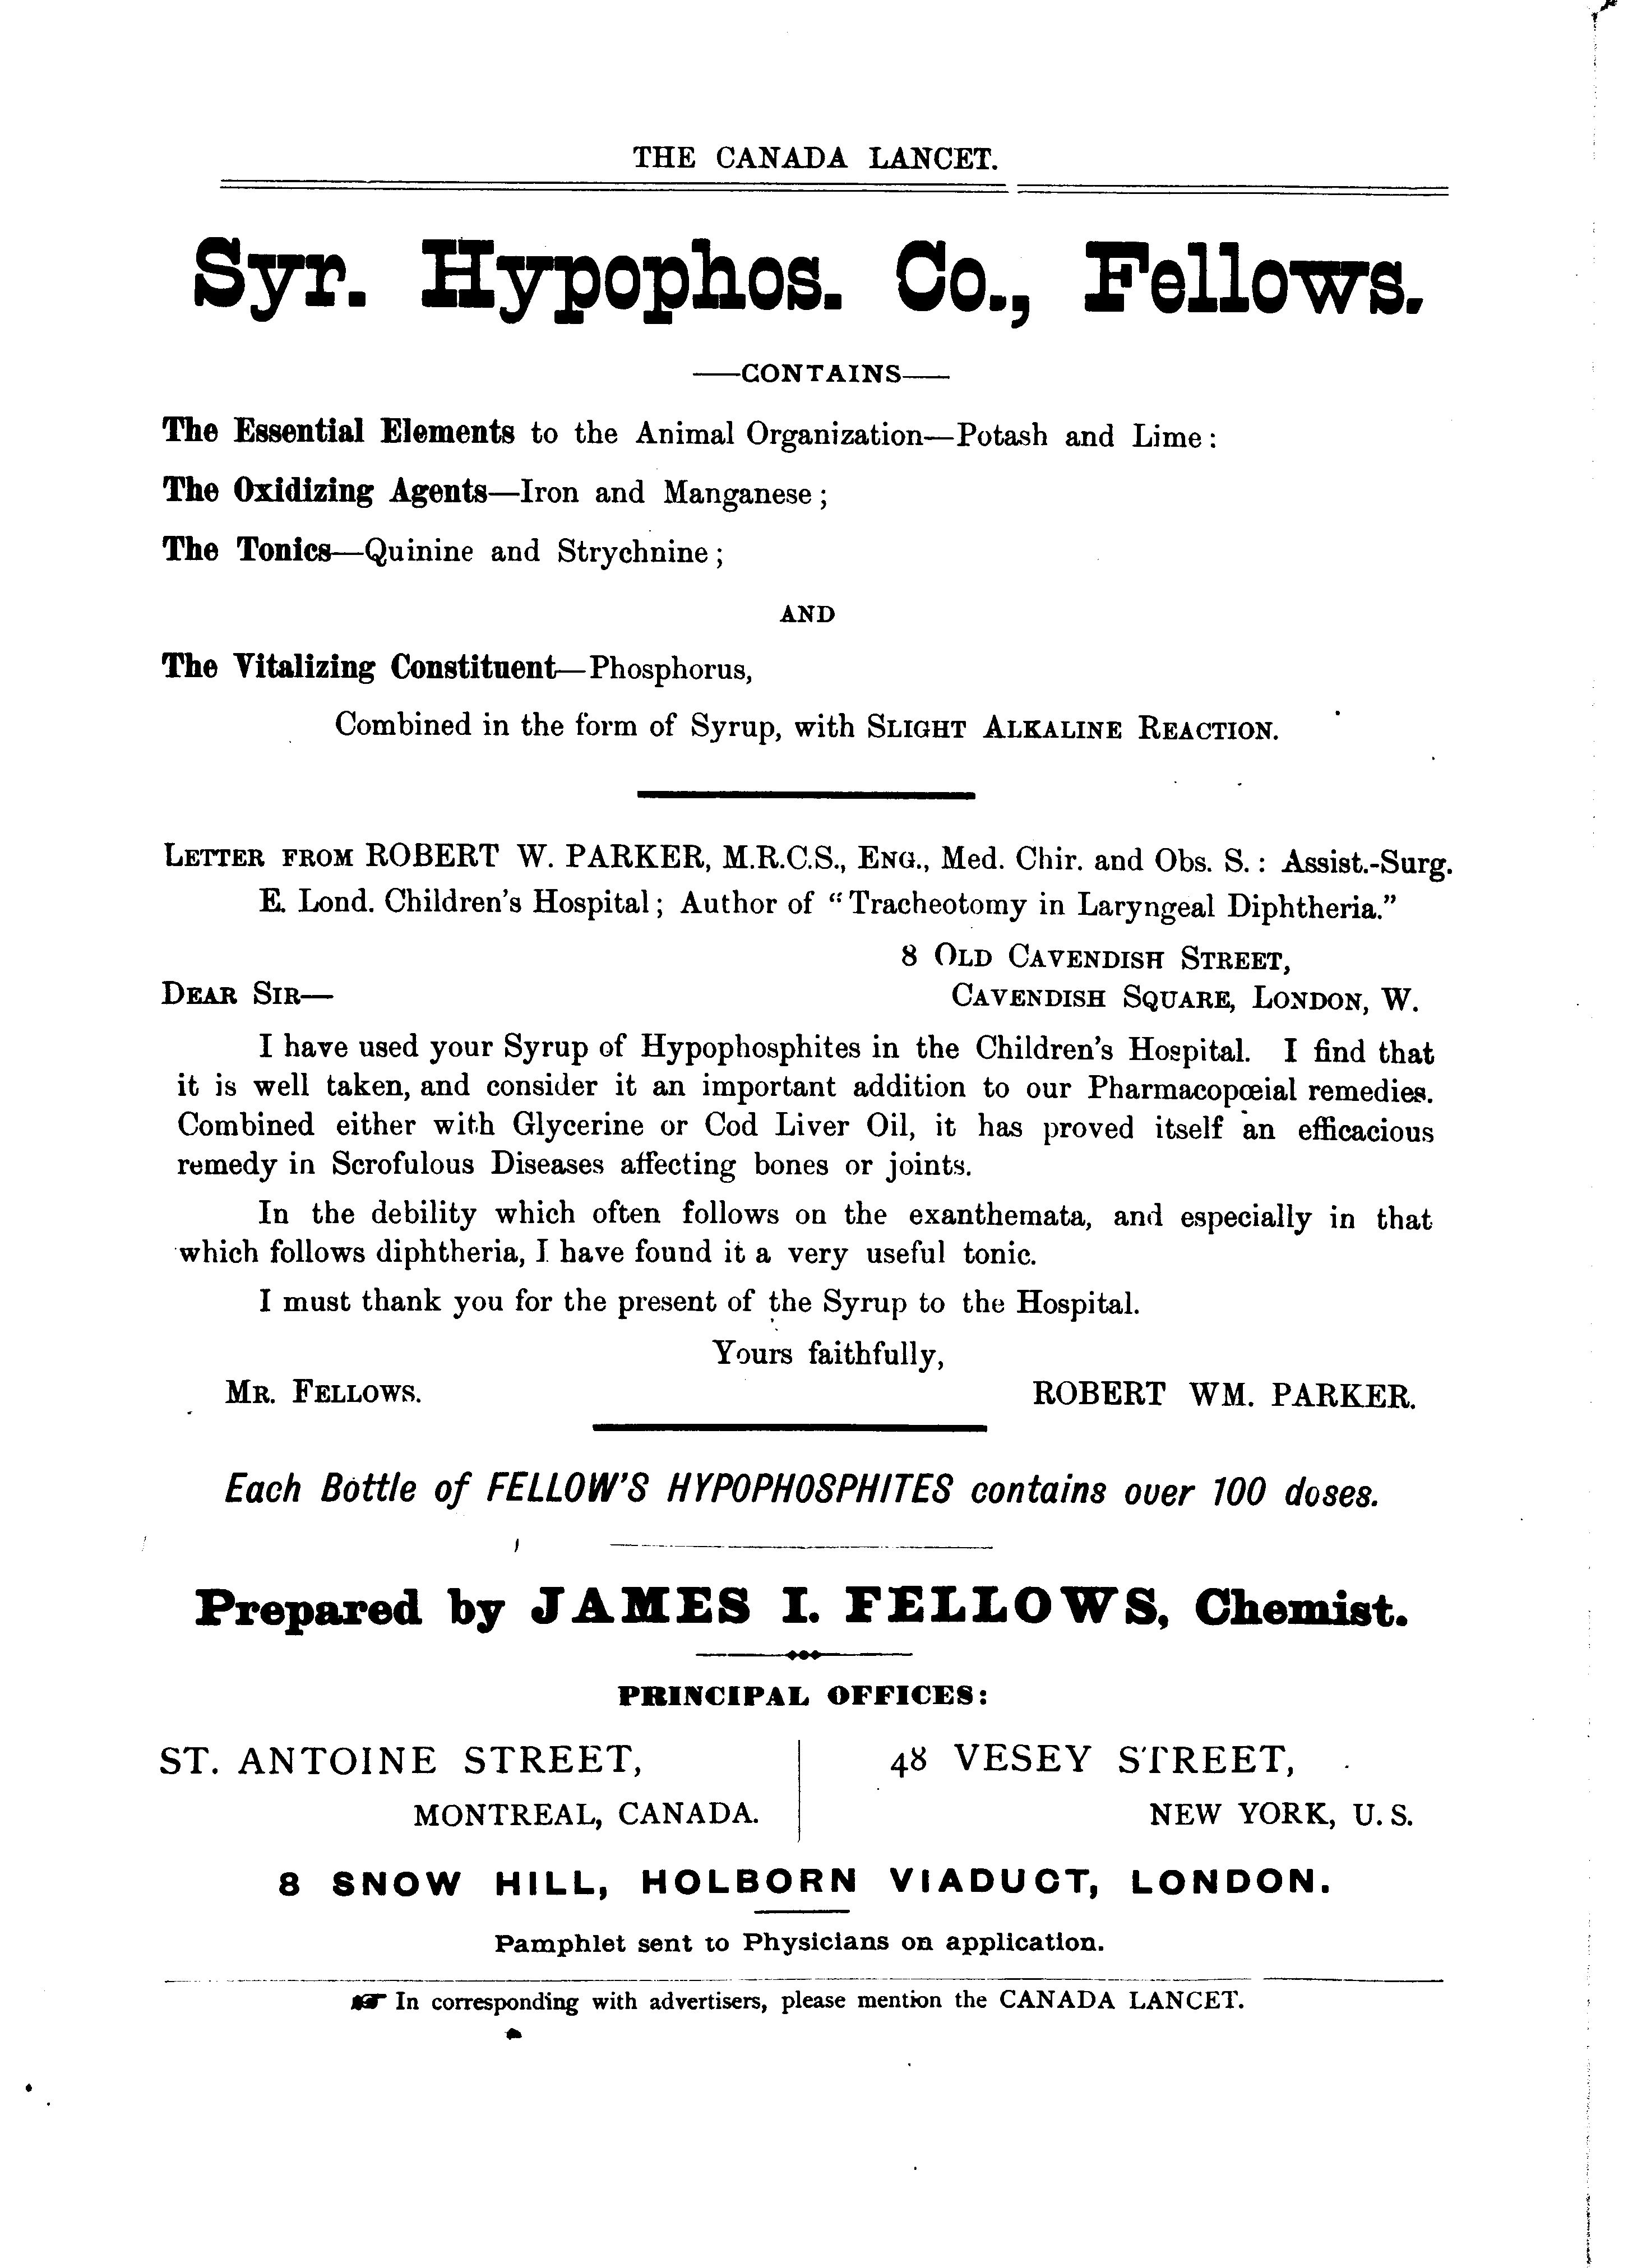 THE CANADA LANCET.
Syr. Hypophos. Co., Fellows.
—CONTAINS—
The Essential Elements to the Animal Organization—Potash and Lime:
The Oxidizing Agents—Iron and Manganese;
The Tonics—Quinine and Strychnine;
AND
The Vitalizing Constituent—Phosphorus,
Combined in the form of Syrup, with SLIGHT ALKALINE REACTION.
LETTER FROM ROBERT W. PARKER, M.R.C.S., ENG., Med. Chir. and Obs. S.: Assist.-Surg.
E. Lond. Children's Hospital; Author of "Tracheotomy in Laryngeal Diphtheria."
8 OLD CAVENDISH STREET,
DEAR SIR— CAVENDISH SQUARE, LONDON, W.
I have used your Syrup of Hypophosphites in the Children's Hospital. I find that
it is well taken, and consider it an important addition to our Pharmacopœial remedies.
Combined either with Glycerine or Cod Liver Oil, it has proved itself an efficacious
remedy in Scrofulous Diseases affecting bones or joints.
In the debility which often follows on the exanthemata, and especially in that
which follows diphtheria, I have found it a very useful tonic.
I must thank you for the present of the Syrup to the Hospital.
Yours faithfully,
MR. FELLOWS. ROBERT WM. PARKER.
Each Bottle of FELLOW'S HYPOPHOSPHITES contains over 100 doses.
Prepared by JAMES I. FELLOWS, Chemist.
PRINCIPAL OFFICES:
ST. ANTOINE STREET, 48 VESEY STREET,
MONTREAL, CANADA. NEW YORK, U.S.
8 SNOW HILL, HOLBORN VIADUCT, LONDON.
Pamphlet sent to Physicians on application.
☞ In corresponding with advertisers, please mention the CANADA LANCET.